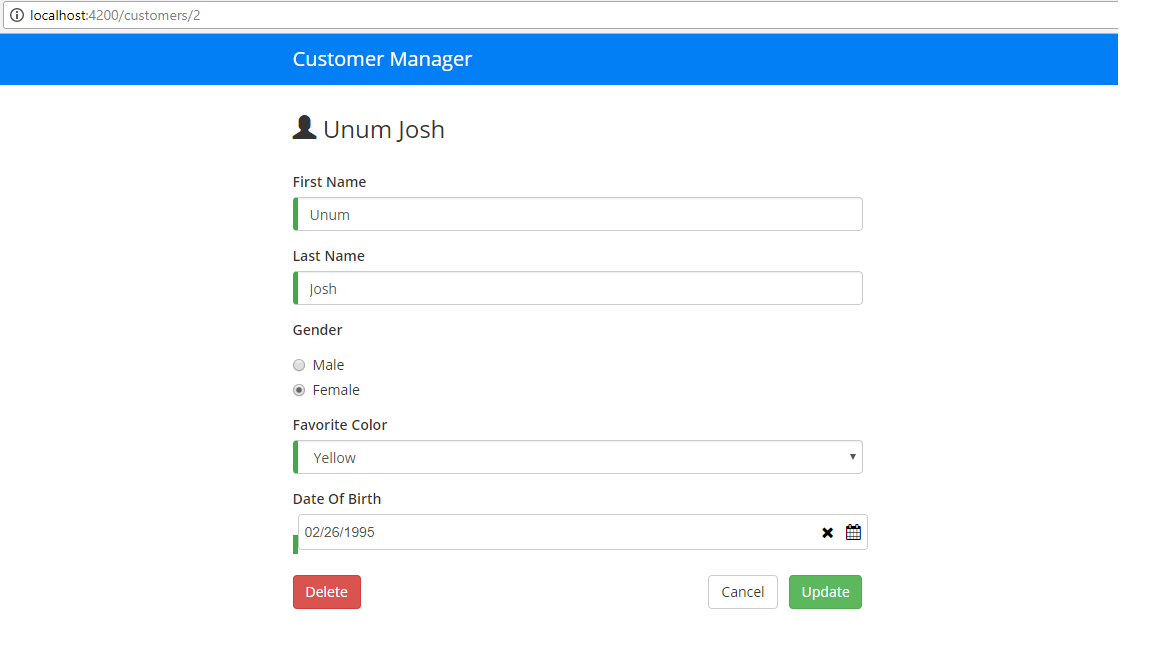 localhost:4200/customers/2
Customer Manager
Unum Josh
First Name
Unum
Last Name
Josh
Gender
Male
Female
Favorite Color
Yellow
Date Of Birth
02/26/1995
Delete Cancel Update